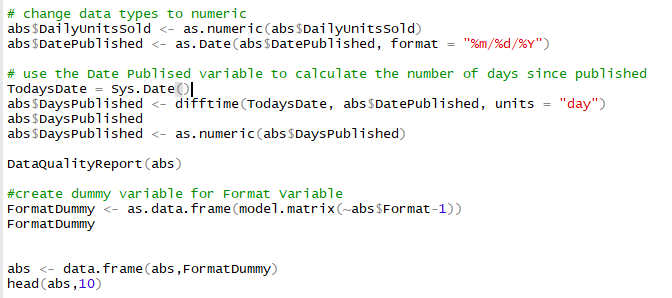 # change data types to numeric
abs$DailyUnitsSold <- as.numeric(abs$DailyUnitsSold)
abs$DatePublished <- as.Date(abs$DatePublished, format = "%m/%d/%Y")
# use the Date Publised variable to calculate the number of days since published
TodaysDate = Sys.Date()
abs$DaysPublished <- difftime(TodaysDate, abs$DatePublished, units = "day")
abs$DaysPublished
abs$DaysPublished <- as.numeric(abs$DaysPublished)
DataQualityReport(abs)
#create dummy variable for Format Variable
FormatDummy <- as.data.frame(model.matrix(~abs$Format-1))
FormatDummy
abs <- data.frame(abs,FormatDummy)
head(abs,10)